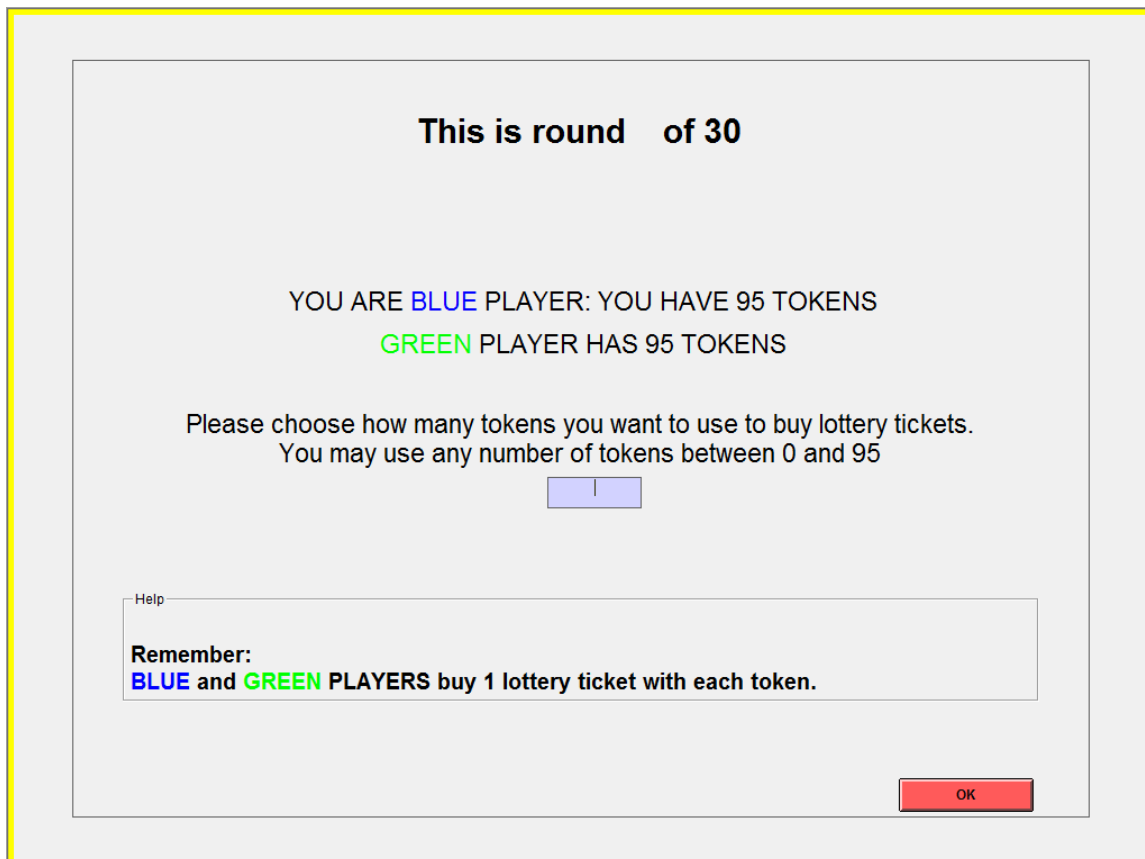 This is round of 30
YOU ARE BLUE PLAYER: YOU HAVE 95 TOKENS
GREEN PLAYER HAS 95 TOKENS
Please choose how many tokens you want to use to buy lottery tickets.
You may use any number of tokens between 0 and 95
Help
Remember:
BLUE and GREEN PLAYERS buy 1 lottery ticket with each token.
OK